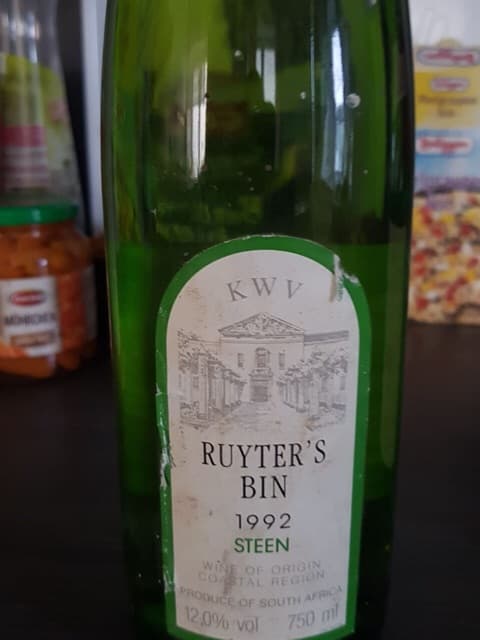 KWV
RUYTER'S
BIN
1992
STEEN
WINE OF ORIGIN
COASTAL REGION
PRODUCE OF SOUTH AFRICA
12,0% vol 750 ml